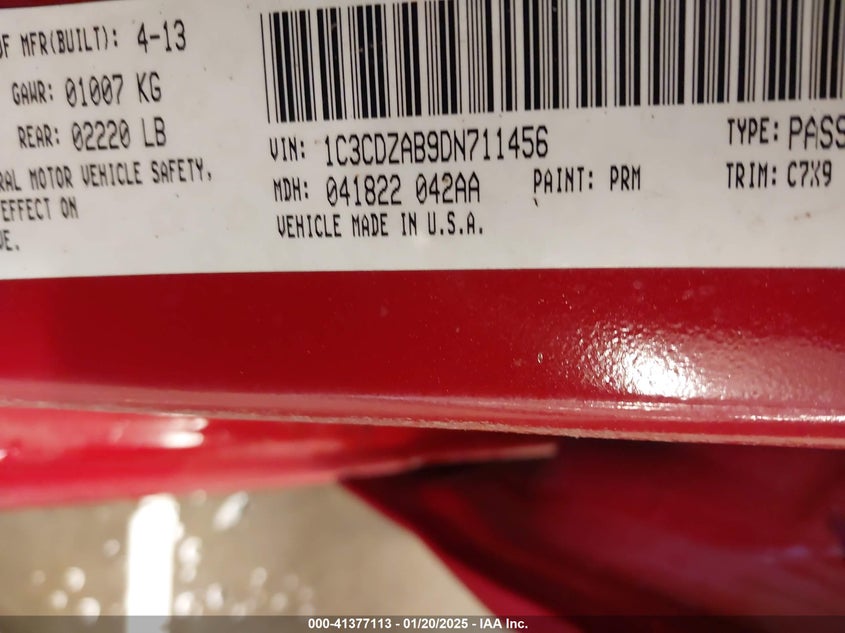 OF MFR(BUILT): 4-13
GAWR: 01007 KG
REAR: 02220 LB
RAL MOTOR VEHICLE SAFETY,
EFFECT ON
VIN: 1C3CDZAB9DN711456
TYPE: PASS
MDH: 041822 042AA
PAINT: PRM
TRIM: C7X9
VEHICLE MADE IN U.S.A.
000-41377113 — 01/20/2025 - IAA Inc.